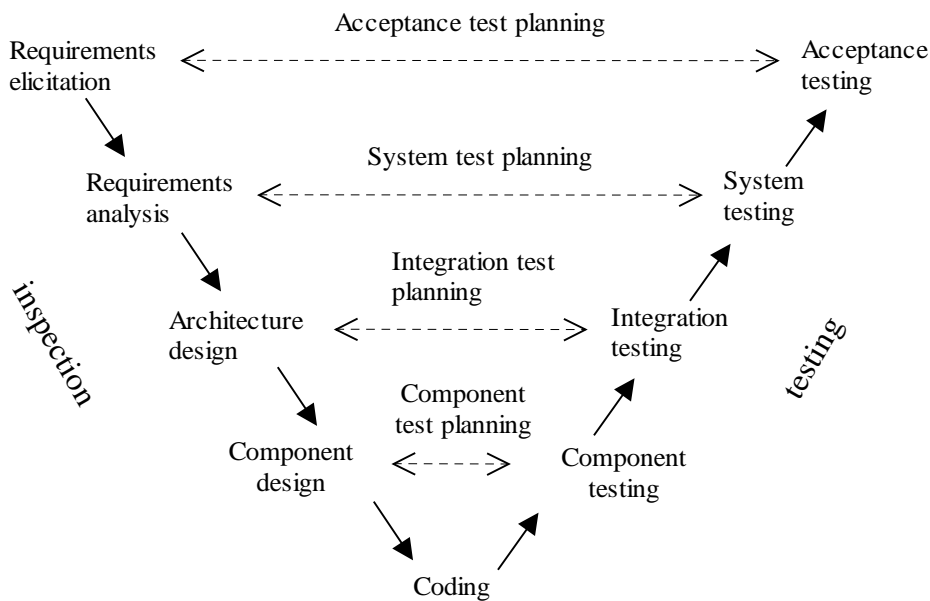 Acceptance test planning
Requirements
elicitation
Acceptance
testing
System test planning
Requirements
analysis
System
testing
Integration test
planning
inspection
Architecture
design
Integration
testing
testing
Component
test planning
Component
design
Component
testing
Coding